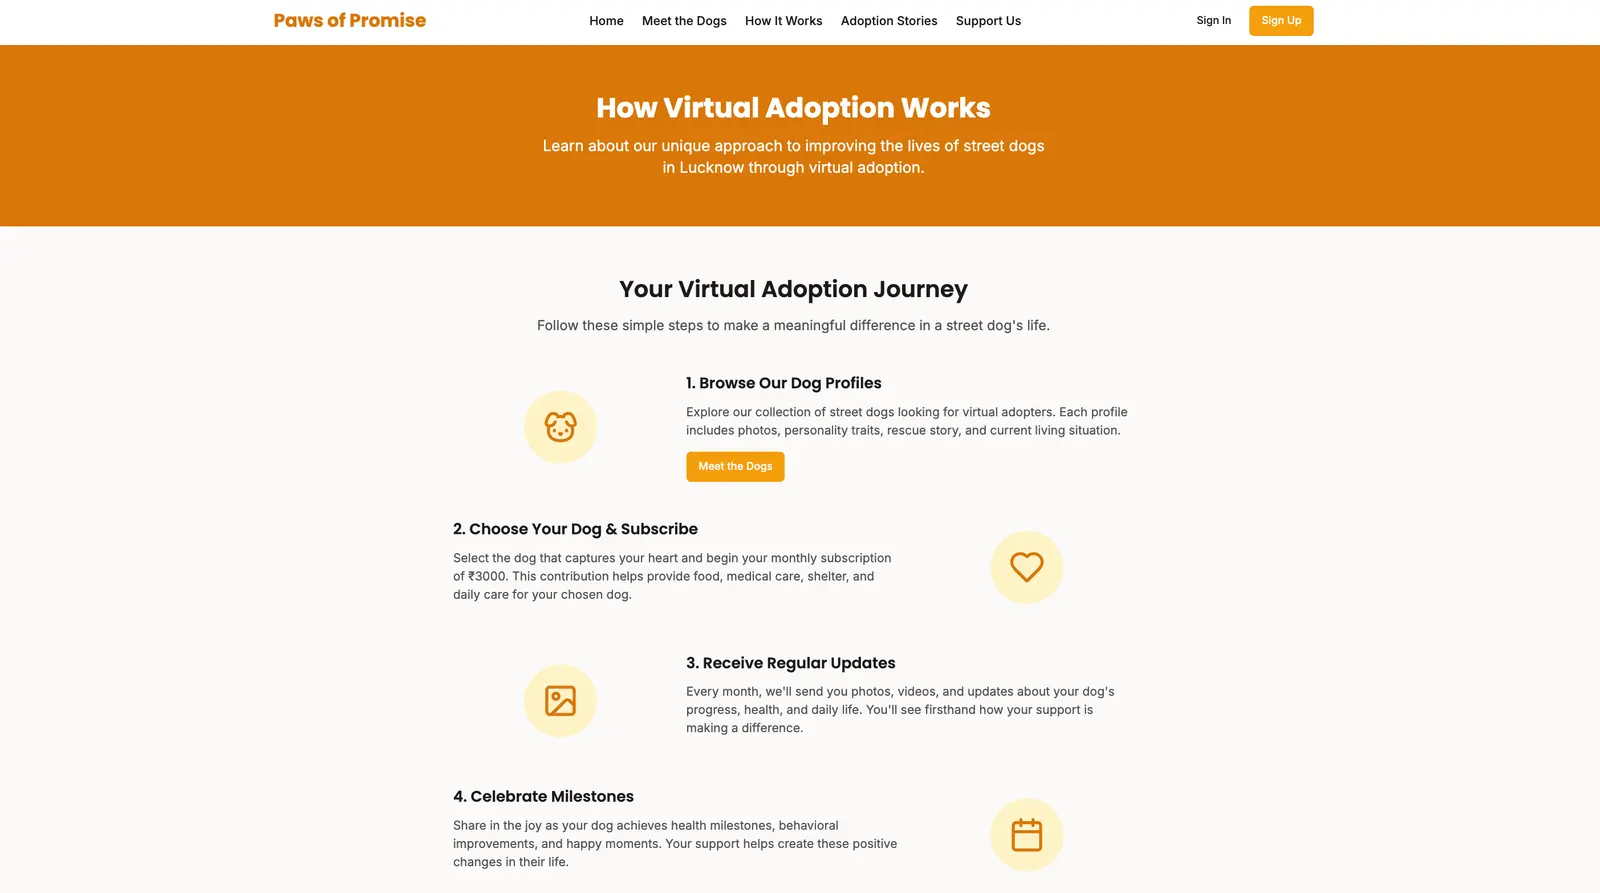 Paws of Promise
Home Meet the Dogs How It Works Adoption Stories Support Us
Sign In Sign Up
How Virtual Adoption Works
Learn about our unique approach to improving the lives of street dogs
in Lucknow through virtual adoption.
Your Virtual Adoption Journey
Follow these simple steps to make a meaningful difference in a street dog's life.
1. Browse Our Dog Profiles
Explore our collection of street dogs looking for virtual adopters. Each profile
includes photos, personality traits, rescue story, and current living situation.
Meet the Dogs
2. Choose Your Dog & Subscribe
Select the dog that captures your heart and begin your monthly subscription
of ₹3000. This contribution helps provide food, medical care, shelter, and
daily care for your chosen dog.
3. Receive Regular Updates
Every month, we'll send you photos, videos, and updates about your dog's
progress, health, and daily life. You'll see firsthand how your support is
making a difference.
4. Celebrate Milestones
Share in the joy as your dog achieves health milestones, behavioral
improvements, and happy moments. Your support helps create these positive
changes in their life.